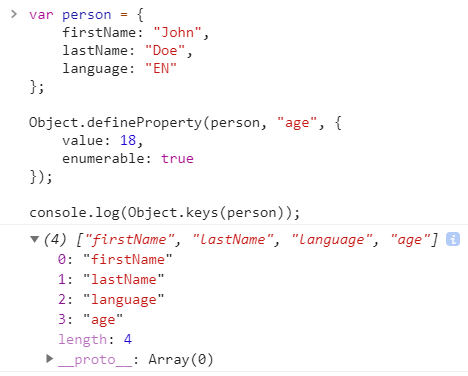 > var person = {
    firstName: "John",
    lastName: "Doe",
    language: "EN"
};
Object.defineProperty(person, "age", {
    value: 18,
    enumerable: true
});
console.log(Object.keys(person));
▼ (4) ["firstName", "lastName", "language", "age"] i
0: "firstName"
1: "lastName"
2: "language"
3: "age"
length: 4
▶ __proto__: Array(0)